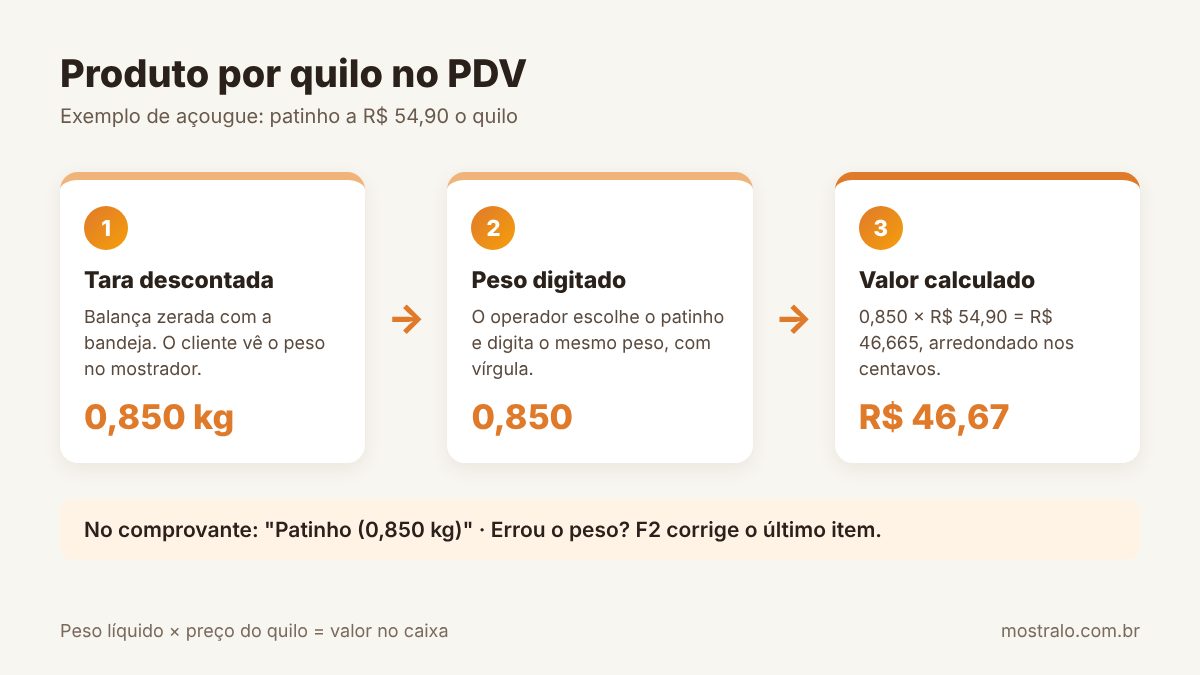 Produto por quilo no PDV
Exemplo de açougue: patinho a R$ 54,90 o quilo
1
Tara descontada
Balança zerada com a
bandeja. O cliente vê o peso
no mostrador.
0,850 kg
→
2
Peso digitado
O operador escolhe o patinho
e digita o mesmo peso, com
vírgula.
0,850
→
3
Valor calculado
0,850 × R$ 54,90 = R$
46,665, arredondado nos
centavos.
R$ 46,67
No comprovante: "Patinho (0,850 kg)" · Errou o peso? F2 corrige o último item.
Peso líquido × preço do quilo = valor no caixa
mostralo.com.br